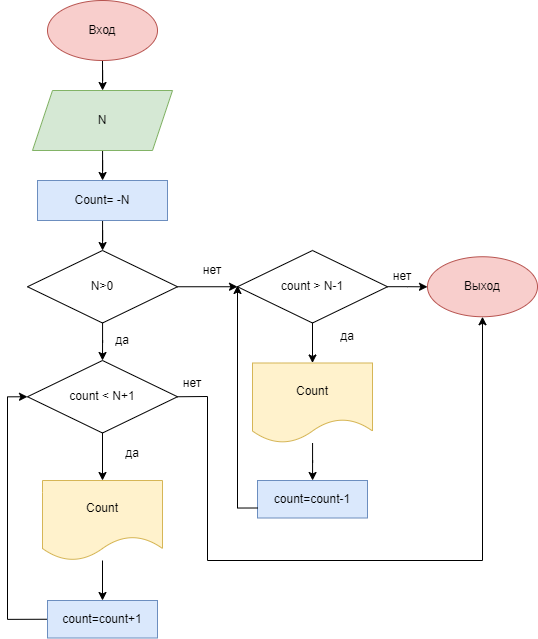 Вход
N
Count= -N
N>0
нет
count > N-1
нет
Выход
да
да
count < N+1
нет
Count
да
Count
count=count-1
count=count+1